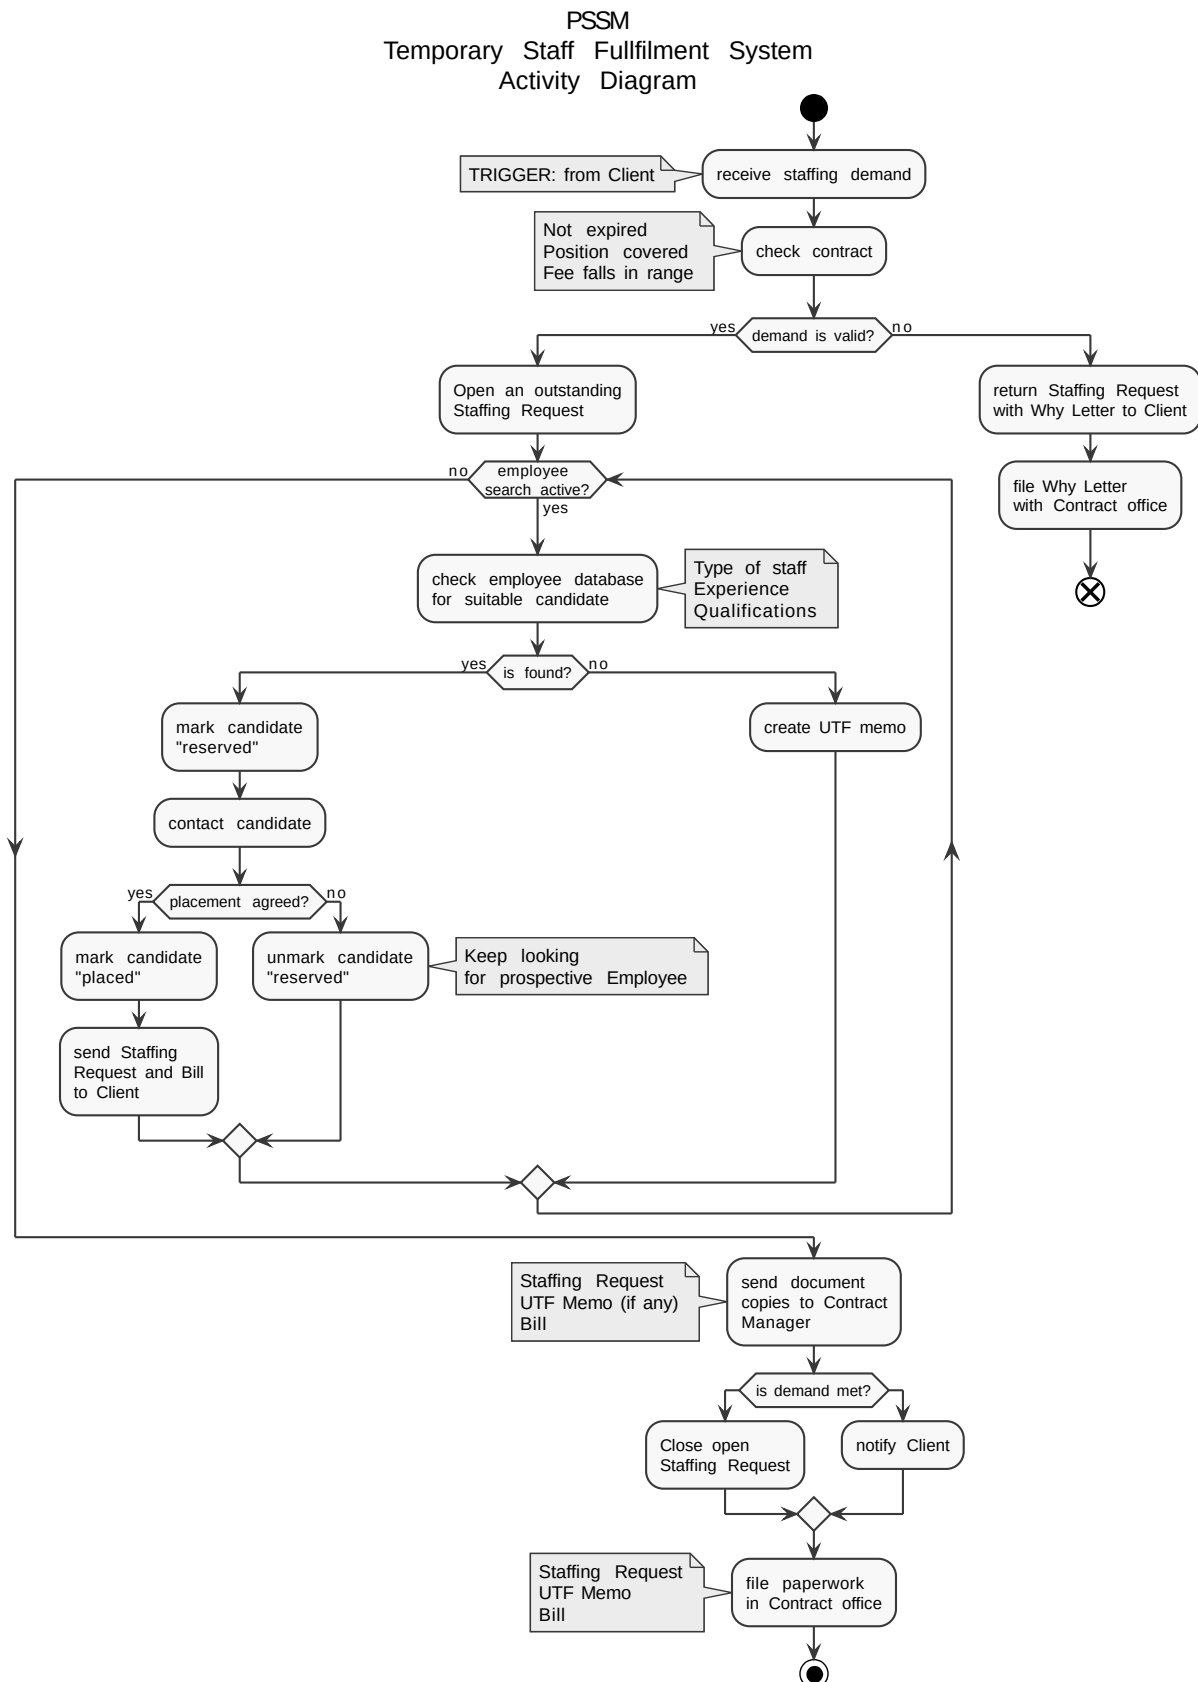 PSSM
Temporary Staff Fullfilment System
Activity Diagram
TRIGGER: from Client
receive staffing demand
Not expired
Position covered
Fee falls in range
check contract
yes
demand is valid?
no
Open an outstanding
Staffing Request
return Staffing Request
with Why Letter to Client
no
employee
search active?
yes
file Why Letter
with Contract office
check employee database
for suitable candidate
Type of staff
Experience
Qualifications
yes
is found?
no
mark candidate
"reserved"
create UTF memo
contact candidate
yes
placement agreed?
no
mark candidate
"placed"
unmark candidate
"reserved"
Keep looking
for prospective Employee
send Staffing
Request and Bill
to Client
Staffing Request
UTF Memo (if any)
Bill
send document
copies to Contract
Manager
is demand met?
Close open
Staffing Request
notify Client
Staffing Request
UTF Memo
Bill
file paperwork
in Contract office